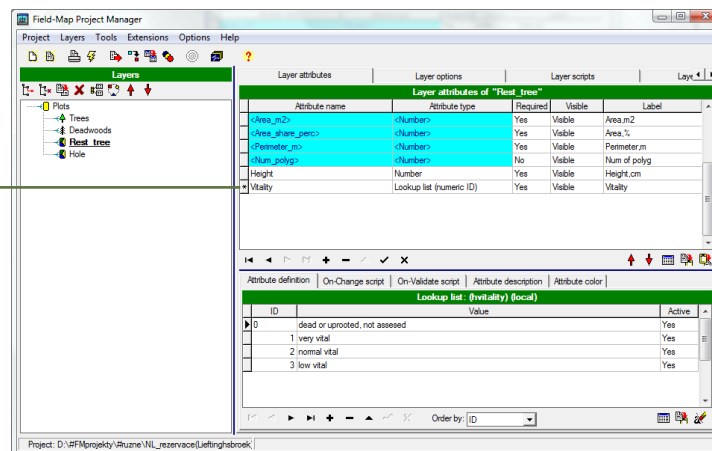 Field-Map Project Manager
Project Layers Tools Extensions Options Help
Layers
Plots
Trees
Deadwoods
Rest_tree
Hole
Layer attributes Layer options Layer scripts Laye
Layer attributes of "Rest_tree"
Attribute name Attribute type Required Visible Label
<Area_m2> <Number> Yes Visible Area,m2
<Area_share_perc> <Number> Yes Visible Area,%
<Perimeter_m> <Number> Yes Visible Perimeter,m
<Num_polyg> <Number> No Visible Num of polyg
Height Number Yes Visible Height,cm
* Vitality Lookup list (numeric ID) Yes Visible Vitality
Attribute definition On-Change script On-Validate script Attribute description Attribute color
Lookup list: (hvitality) (local)
ID Value Active
0 dead or uprooted, not assesed Yes
1 very vital Yes
2 normal vital Yes
3 low vital Yes
Order by: ID
Project: D:\#FMprojekty\#ruzne\NL_rezervace(Lieftinghsbroek